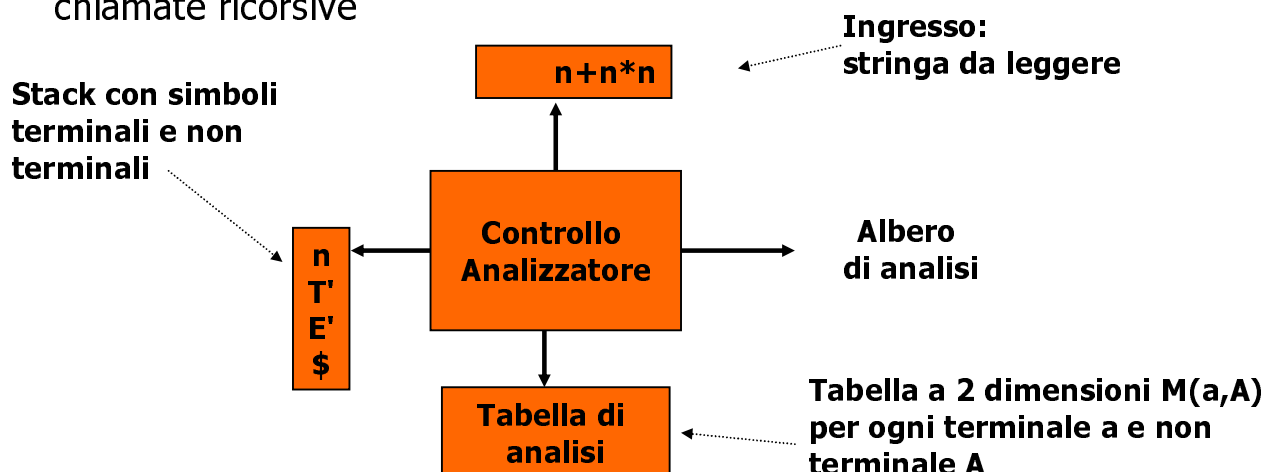 chiamate ricorsive
Ingresso:
stringa da leggere
n+n*n
Stack con simboli
terminali e non
terminali
Controllo
Analizzatore
Albero
di analisi
n
T'
E'
$
Tabella di
analisi
Tabella a 2 dimensioni M(a,A)
per ogni terminale a e non
terminale A